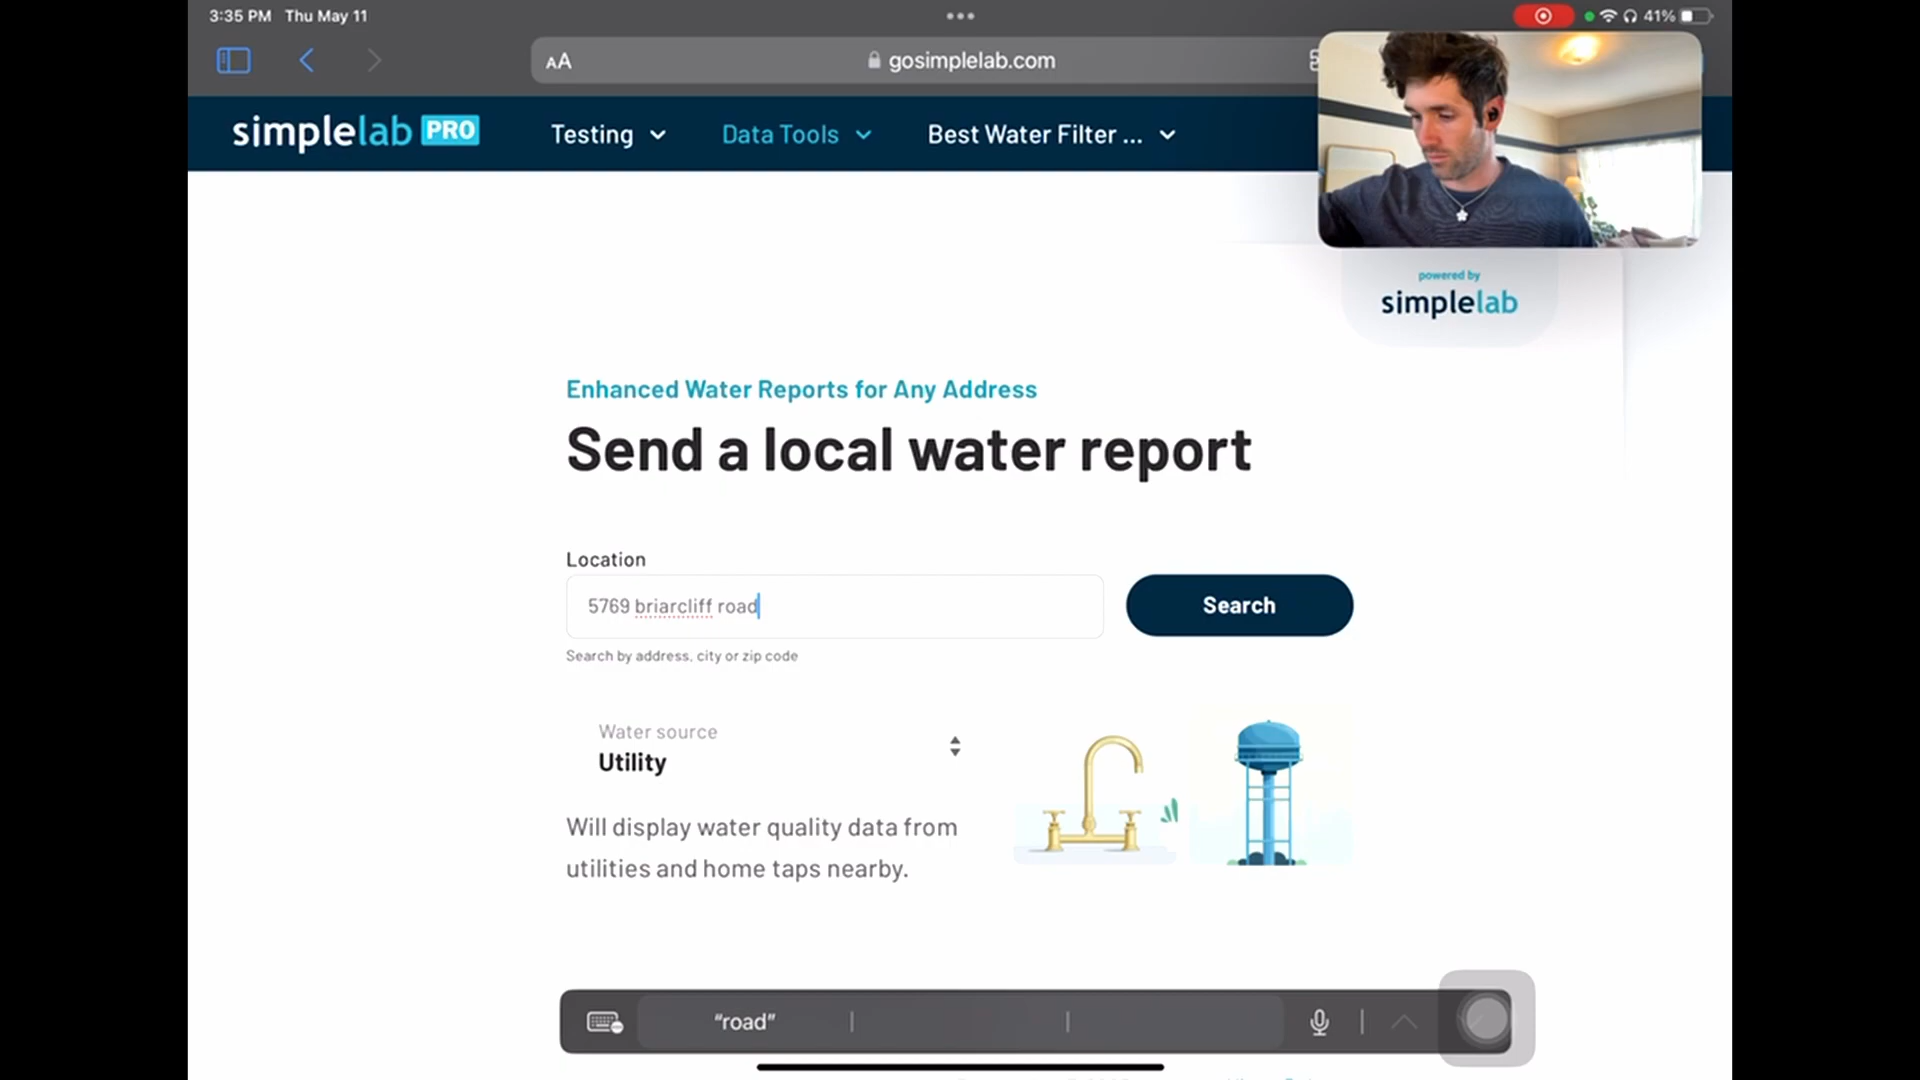 3:35 PM Thu May 11
41%
AA
gosimplelab.com
simplelab PRO
Testing
Data Tools
Best Water Filter ...
powered by
simplelab
Enhanced Water Reports for Any Address
Send a local water report
Location
5769 briarcliff road
Search
Search by address, city or zip code
Water source
Utility
Will display water quality data from
utilities and home taps nearby.
“road”